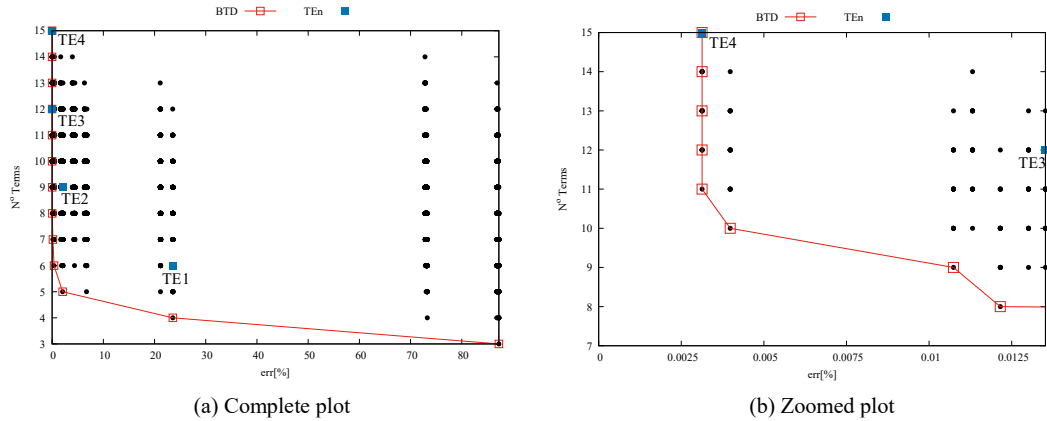 BTD TEn
15
14
13
12
11
10
9
8
7
6
5
4
3
0 10 20 30 40 50 60 70 80
Nº Terms
err[%]
TE4
TE3
TE2
TE1
(a) Complete plot
BTD TEn
15
14
13
12
11
10
9
8
7
0 0.0025 0.005 0.0075 0.01 0.0125
Nº Terms
err[%]
TE4
TE3
(b) Zoomed plot